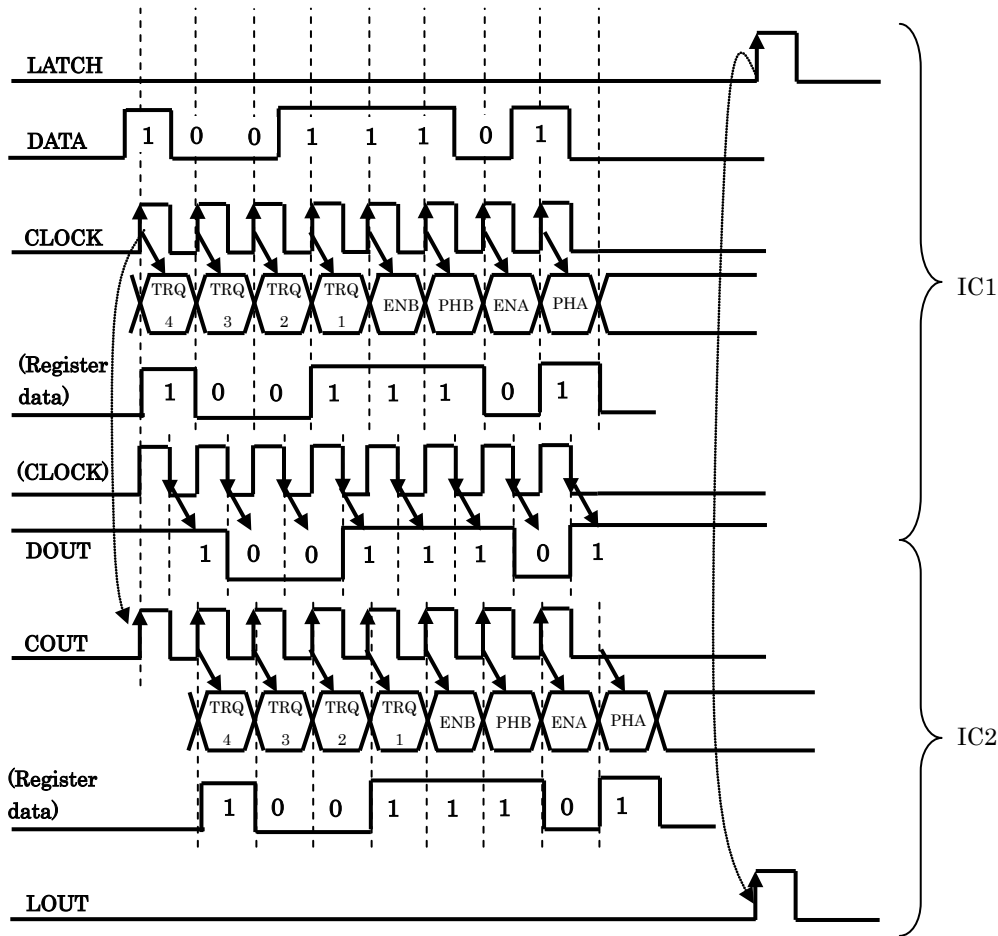 LATCH
DATA
1 0 0 1 1 1 0 1
CLOCK
TRQ 4 TRQ 3 TRQ 2 TRQ 1 ENB PHB ENA PHA
IC1
(Register
data)
1 0 0 1 1 1 0 1
(CLOCK)
DOUT
1 0 0 1 1 1 0 1
COUT
TRQ 4 TRQ 3 TRQ 2 TRQ 1 ENB PHB ENA PHA
IC2
(Register
data)
1 0 0 1 1 1 0 1
LOUT